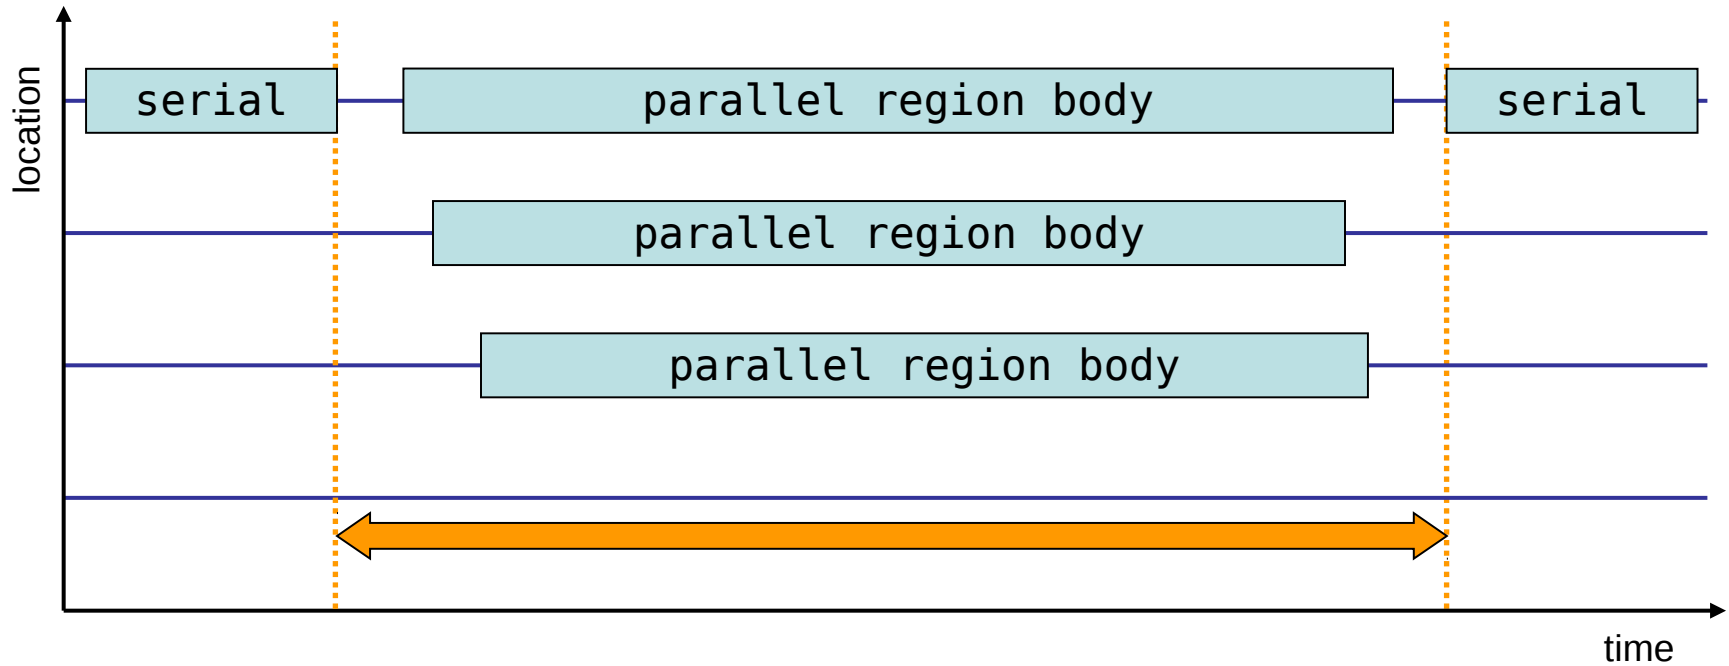 location
serial
parallel region body
serial
parallel region body
parallel region body
time